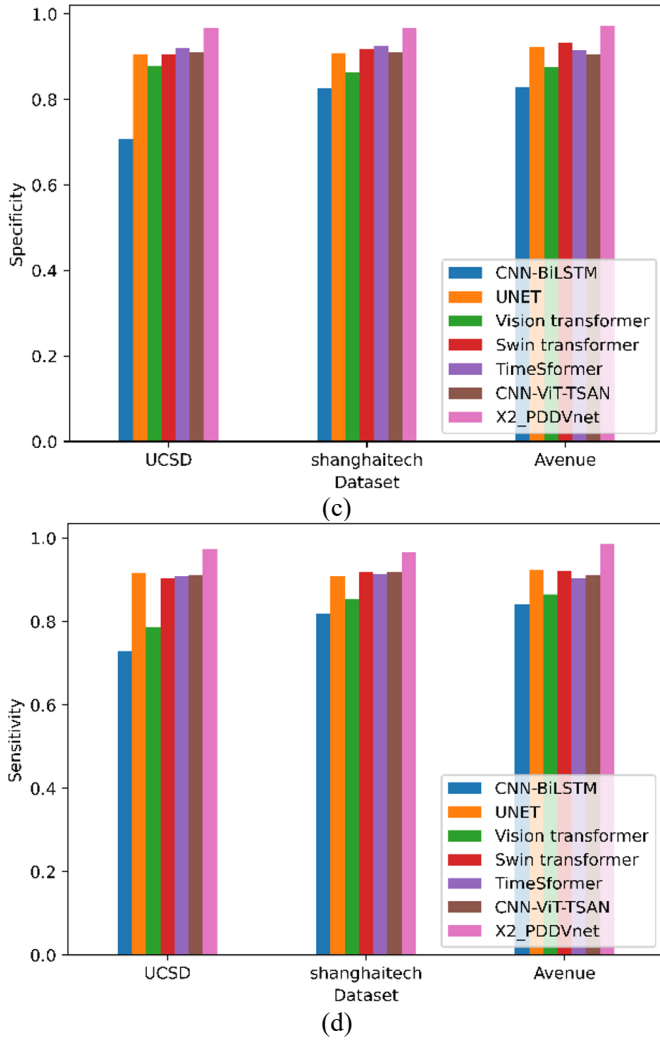 1.0
0.8
0.6
0.4
0.2
0.0
Specificity
CNN-BiLSTM
UNET
Vision transformer
Swin transformer
TimeSformer
CNN-ViT-TSAN
X2_PDDVnet
UCSD shanghaitech Avenue
Dataset
(c)
1.0
0.8
0.6
0.4
0.2
0.0
Sensitivity
CNN-BiLSTM
UNET
Vision transformer
Swin transformer
TimeSformer
CNN-ViT-TSAN
X2_PDDVnet
UCSD shanghaitech Avenue
Dataset
(d)